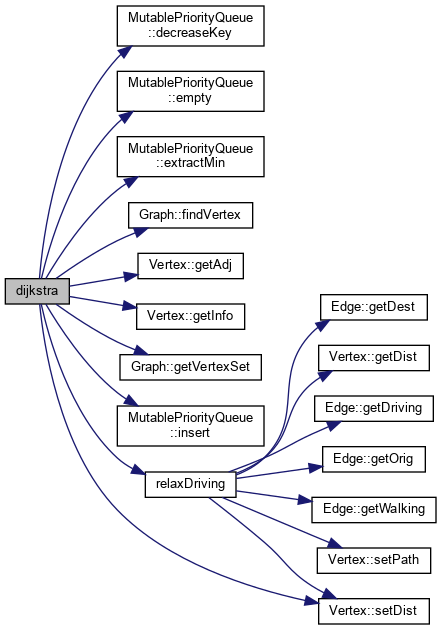 MutablePriorityQueue
::decreaseKey
MutablePriorityQueue
::empty
MutablePriorityQueue
::extractMin
Graph::findVertex
Vertex::getAdj
dijkstra
Vertex::getInfo
Graph::getVertexSet
MutablePriorityQueue
::insert
relaxDriving
Edge::getDest
Vertex::getDist
Edge::getDriving
Edge::getOrig
Edge::getWalking
Vertex::setPath
Vertex::setDist